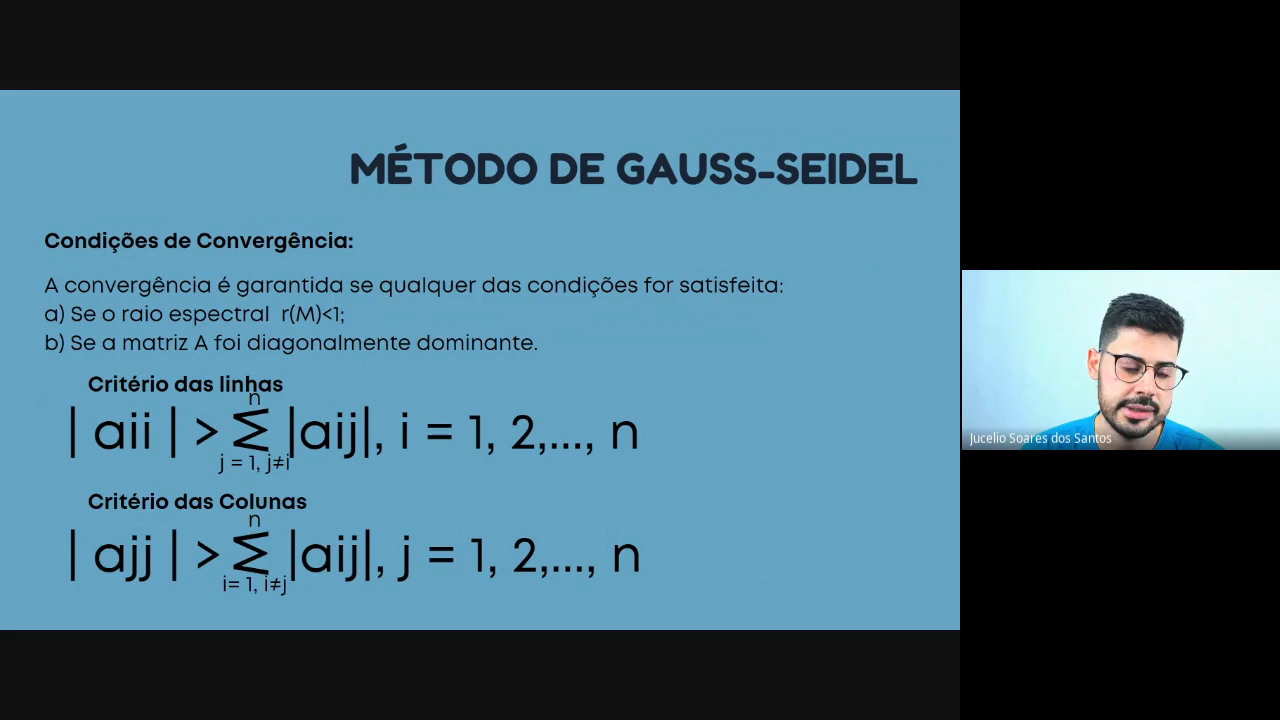 MÉTODO DE GAUSS-SEIDEL
Condições de Convergência:
A convergência é garantida se qualquer das condições for satisfeita:
a) Se o raio espectral r(M)<1;
b) Se a matriz A foi diagonalmente dominante.
Critério das linhas
n
| aii | > Σ |aij|, i = 1, 2,..., n
j = 1, j≠i
Critério das Colunas
n
| ajj | > Σ |aij|, j = 1, 2,..., n
i= 1, i≠j
Jucelio Soares dos Santos